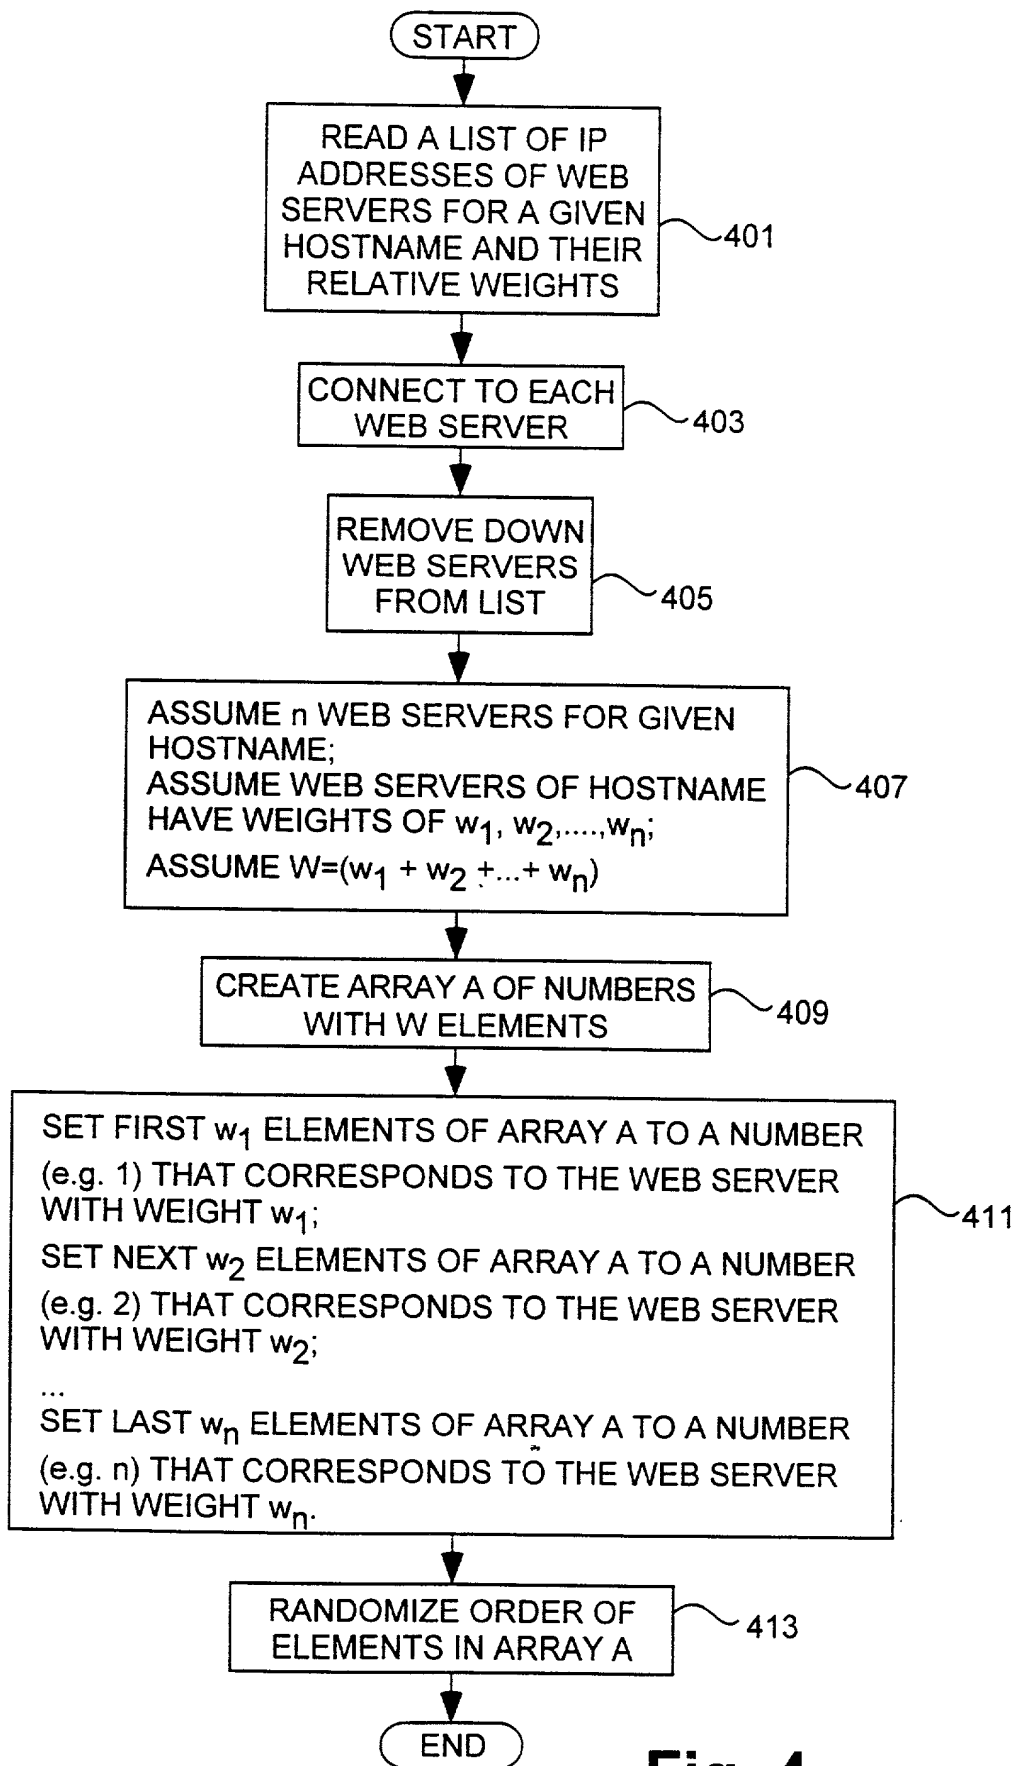 START
READ A LIST OF IP
ADDRESSES OF WEB
SERVERS FOR A GIVEN
HOSTNAME AND THEIR
RELATIVE WEIGHTS
401
CONNECT TO EACH
WEB SERVER
403
REMOVE DOWN
WEB SERVERS
FROM LIST
405
ASSUME n WEB SERVERS FOR GIVEN
HOSTNAME;
ASSUME WEB SERVERS OF HOSTNAME
HAVE WEIGHTS OF w1, w2,....,wn;
ASSUME W=(w1 + w2 +...+ wn)
407
CREATE ARRAY A OF NUMBERS
WITH W ELEMENTS
409
SET FIRST w1 ELEMENTS OF ARRAY A TO A NUMBER
(e.g. 1) THAT CORRESPONDS TO THE WEB SERVER
WITH WEIGHT w1;
SET NEXT w2 ELEMENTS OF ARRAY A TO A NUMBER
(e.g. 2) THAT CORRESPONDS TO THE WEB SERVER
WITH WEIGHT w2;
...
SET LAST wn ELEMENTS OF ARRAY A TO A NUMBER
(e.g. n) THAT CORRESPONDS TO THE WEB SERVER
WITH WEIGHT wn.
411
RANDOMIZE ORDER OF
ELEMENTS IN ARRAY A
413
END
Fig. 4